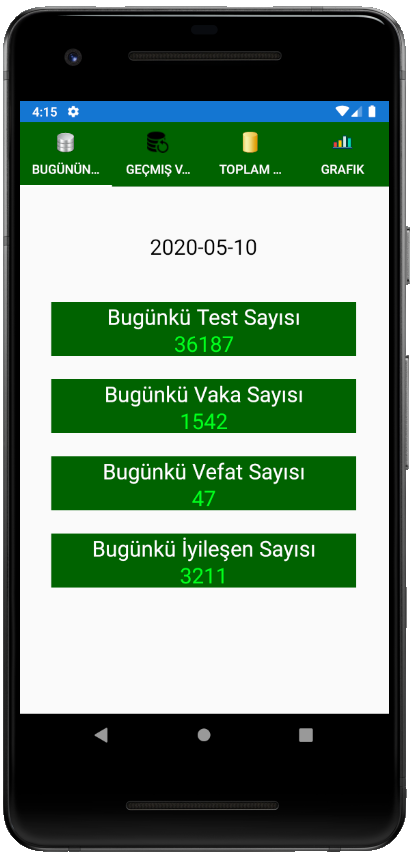 4:15
BUGÜNÜN...
GEÇMIŞ V...
TOPLAM ...
GRAFIK
2020-05-10
Bugünkü Test Sayısı
36187
Bugünkü Vaka Sayısı
1542
Bugünkü Vefat Sayısı
47
Bugünkü İyileşen Sayısı
3211